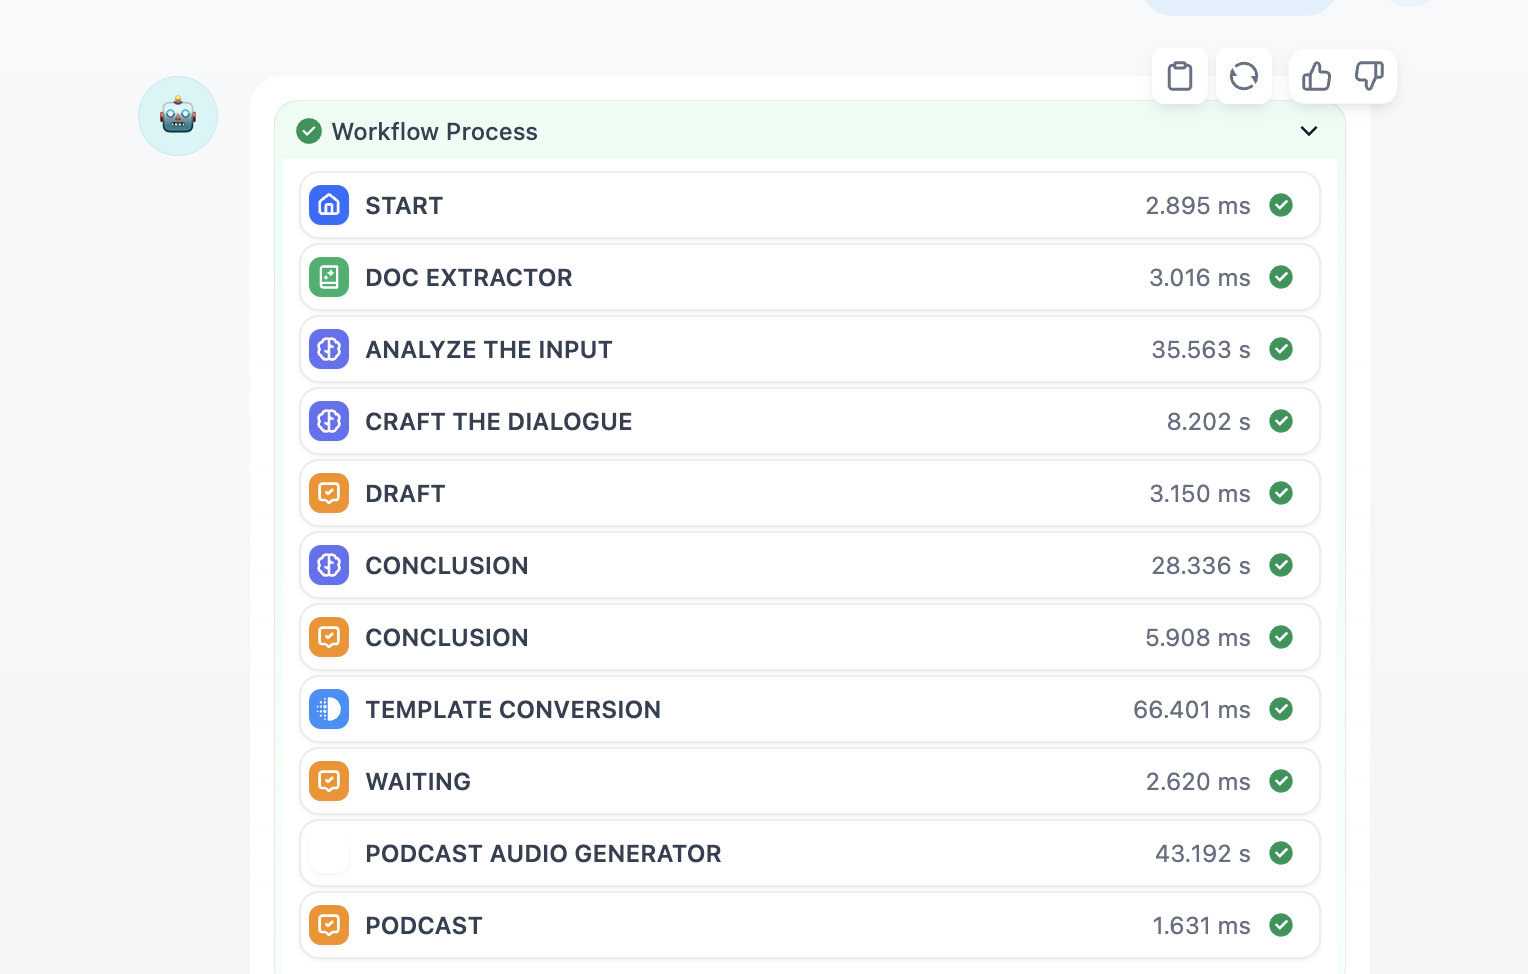 Workflow Process
START 2.895 ms
DOC EXTRACTOR 3.016 ms
ANALYZE THE INPUT 35.563 s
CRAFT THE DIALOGUE 8.202 s
DRAFT 3.150 ms
CONCLUSION 28.336 s
CONCLUSION 5.908 ms
TEMPLATE CONVERSION 66.401 ms
WAITING 2.620 ms
PODCAST AUDIO GENERATOR 43.192 s
PODCAST 1.631 ms